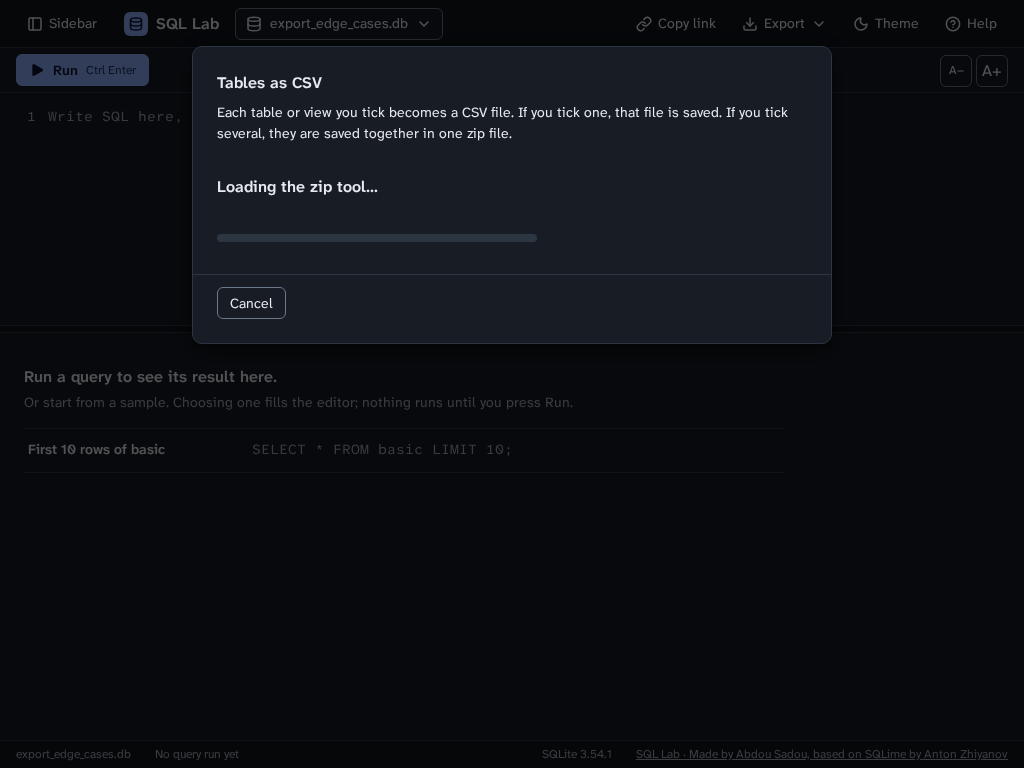 Sidebar
SQL Lab
export_edge_cases.db
Copy link
Export
Theme
Help
Run Ctrl Enter
A−
A+
1 Write SQL here,
Tables as CSV
Each table or view you tick becomes a CSV file. If you tick one, that file is saved. If you tick
several, they are saved together in one zip file.
Loading the zip tool…
Cancel
Run a query to see its result here.
Or start from a sample. Choosing one fills the editor; nothing runs until you press Run.
First 10 rows of basic
SELECT * FROM basic LIMIT 10;
export_edge_cases.db
No query run yet
SQLite 3.54.1
SQL Lab · Made by Abdou Sadou, based on SQLime by Anton Zhiyanov